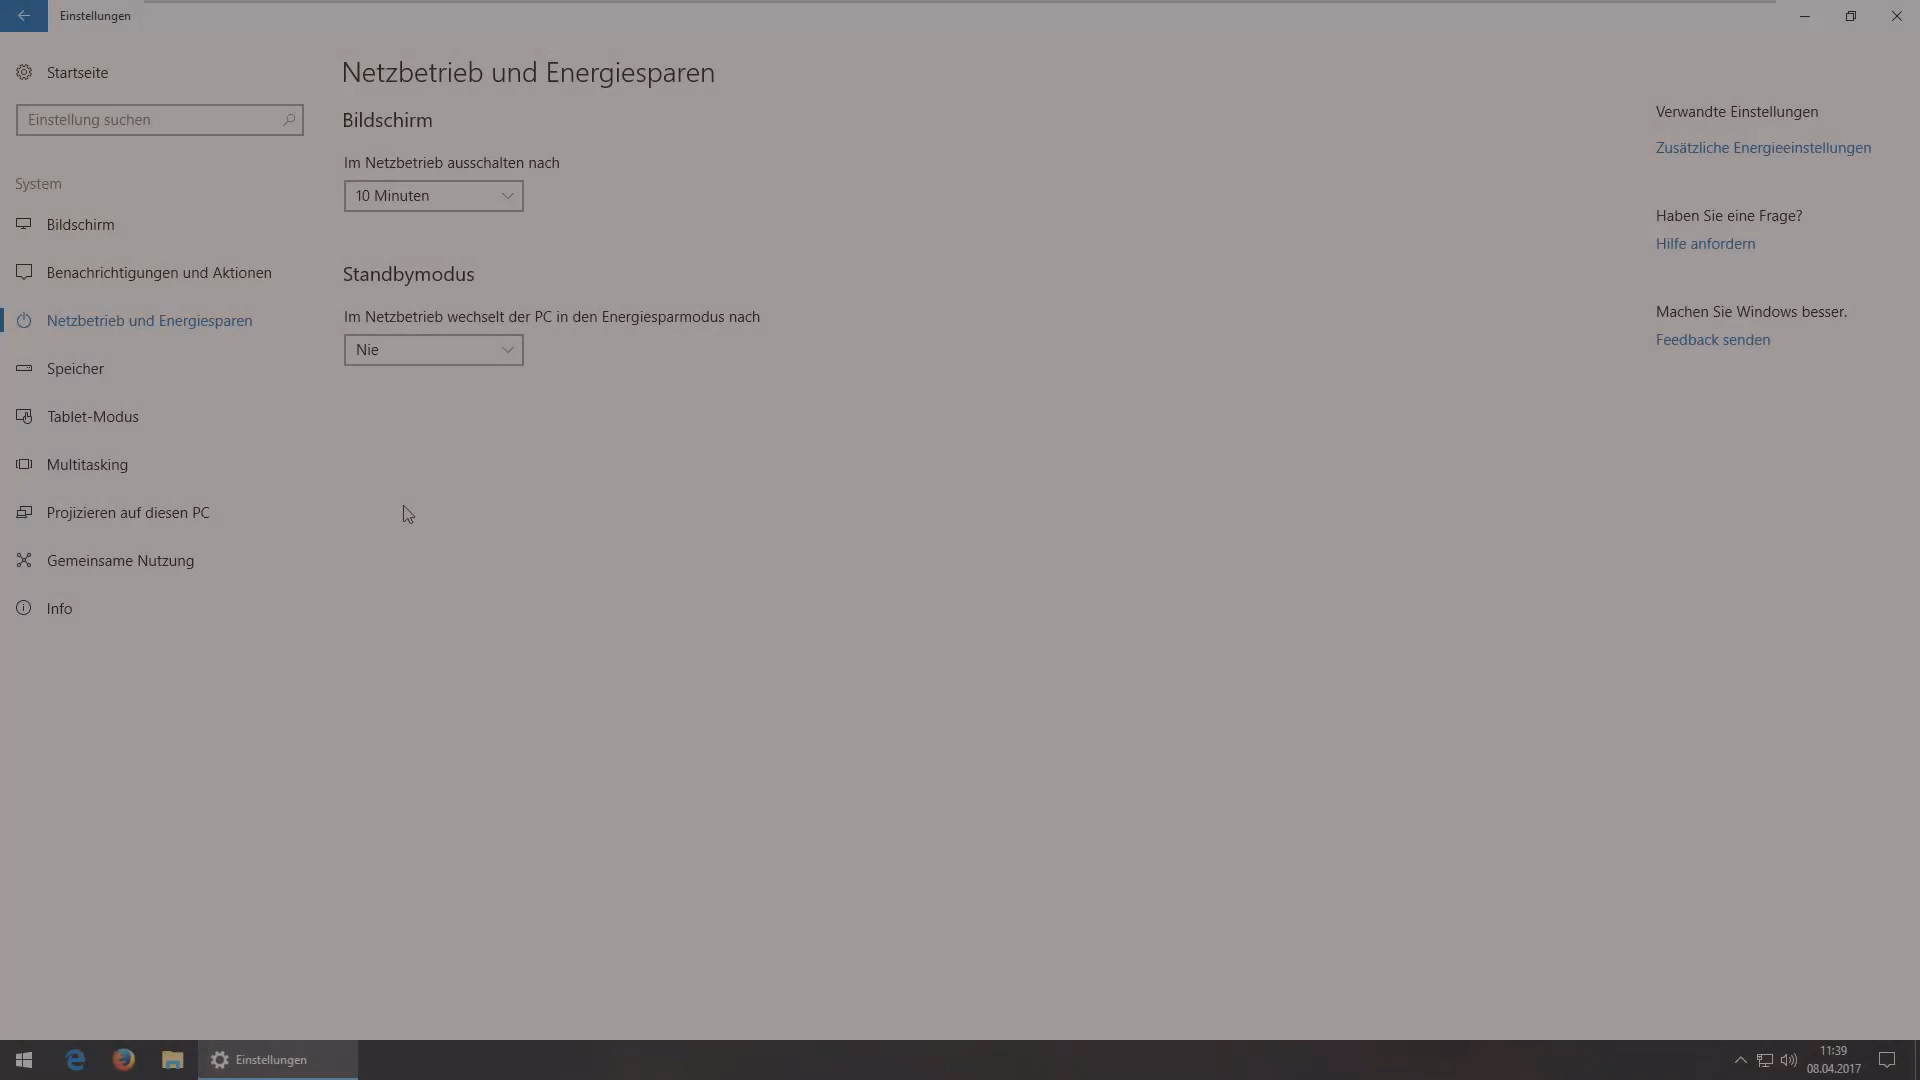 Einstellungen
Startseite
Einstellung suchen
System
Bildschirm
Benachrichtigungen und Aktionen
Netzbetrieb und Energiesparen
Speicher
Tablet-Modus
Multitasking
Projizieren auf diesen PC
Gemeinsame Nutzung
Info
Netzbetrieb und Energiesparen
Bildschirm
Im Netzbetrieb ausschalten nach
10 Minuten
Standbymodus
Im Netzbetrieb wechselt der PC in den Energiesparmodus nach
Nie
Verwandte Einstellungen
Zusätzliche Energieeinstellungen
Haben Sie eine Frage?
Hilfe anfordern
Machen Sie Windows besser.
Feedback senden
Einstellungen
11:39
08.04.2017